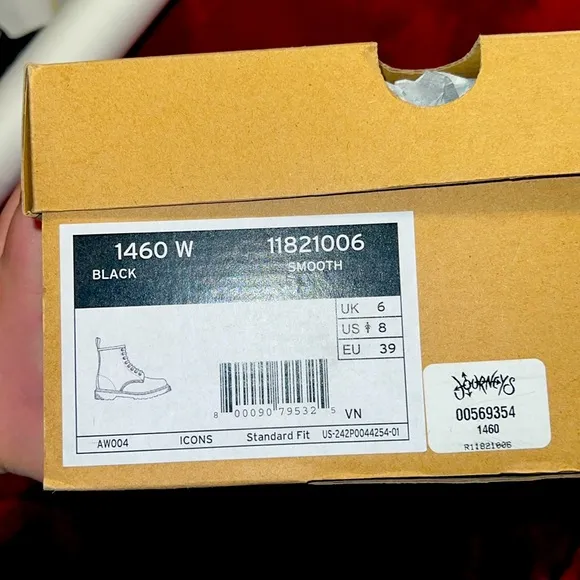 1460 W 11821006
BLACK SMOOTH
UK 6
US 8
EU 39
8 00090 79532 5 VN
AW004 ICONS Standard Fit US-242P0044254-01
JOURNEYS
00569354
1460
R11821006